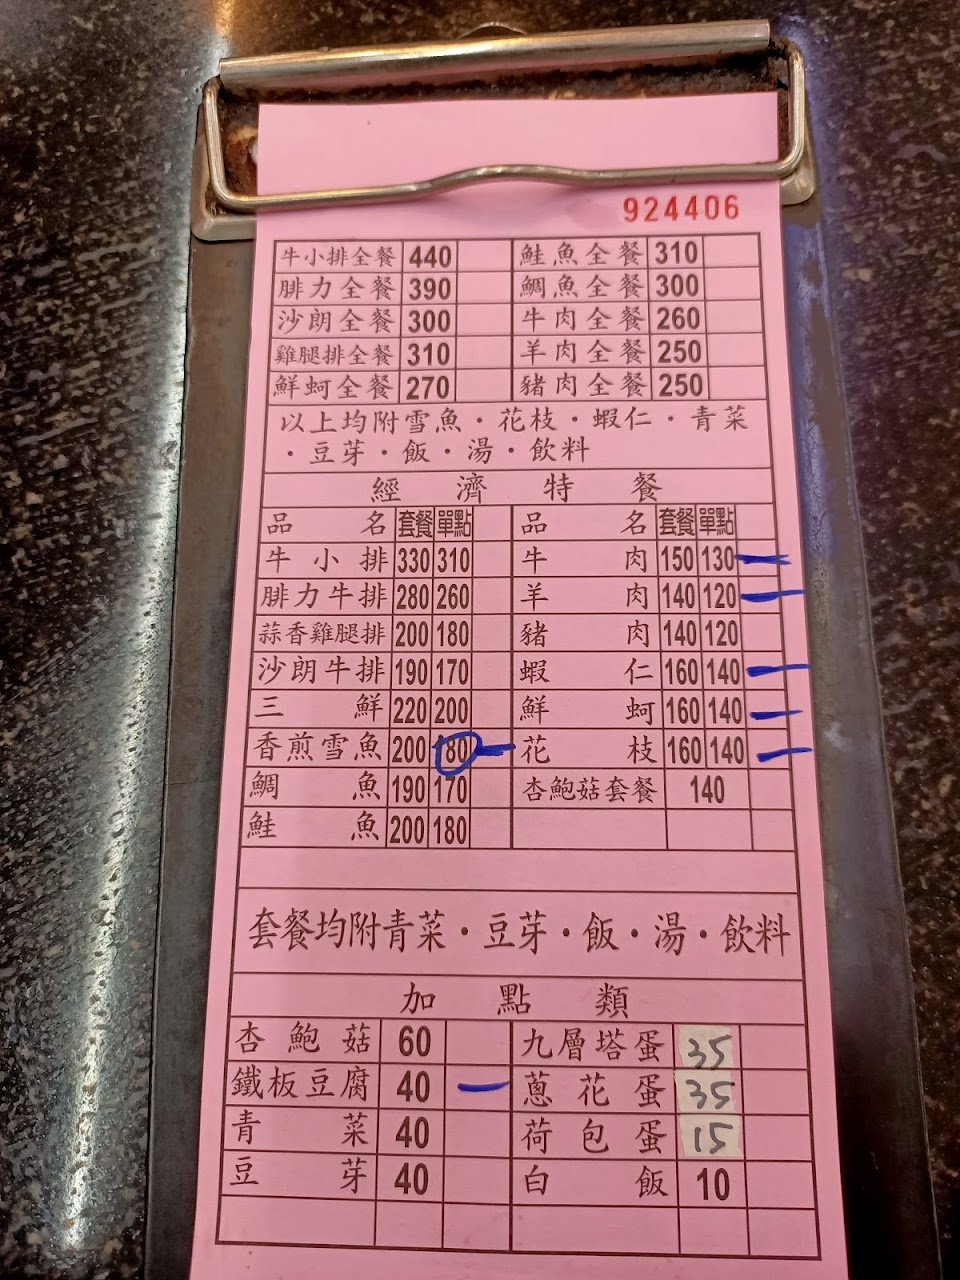 924406
牛小排全餐 440 鮭魚全餐 310
腓力全餐 390 鯛魚全餐 300
沙朗全餐 300 牛肉全餐 260
雞腿排全餐 310 羊肉全餐 250
鮮蚵全餐 270 豬肉全餐 250
以上均附雪魚・花枝・蝦仁・青菜
・豆芽・飯・湯・飲料
經濟特餐
品名 套餐 單點 品名 套餐 單點
牛小排 330 310 牛肉 150 130
腓力牛排 280 260 羊肉 140 120
蒜香雞腿排 200 180 豬肉 140 120
沙朗牛排 190 170 蝦仁 160 140
三鮮 220 200 鮮蚵 160 140
香煎雪魚 200 180 花枝 160 140
鯛魚 190 170 杏鮑菇套餐 140
鮭魚 200 180
套餐均附青菜・豆芽・飯・湯・飲料
加點類
杏鮑菇 60 九層塔蛋 35
鐵板豆腐 40 蔥花蛋 35
青菜 40 荷包蛋 15
豆芽 40 白飯 10